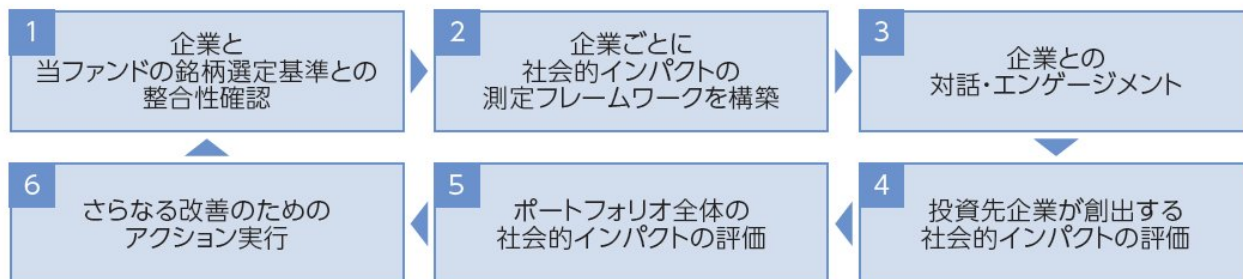 1
企業と
当ファンドの銘柄選定基準との
整合性確認
2
企業ごとに
社会的インパクトの
測定フレームワークを構築
3
企業との
対話・エンゲージメント
4
投資先企業が創出する
社会的インパクトの評価
5
ポートフォリオ全体の
社会的インパクトの評価
6
さらなる改善のための
アクション実行